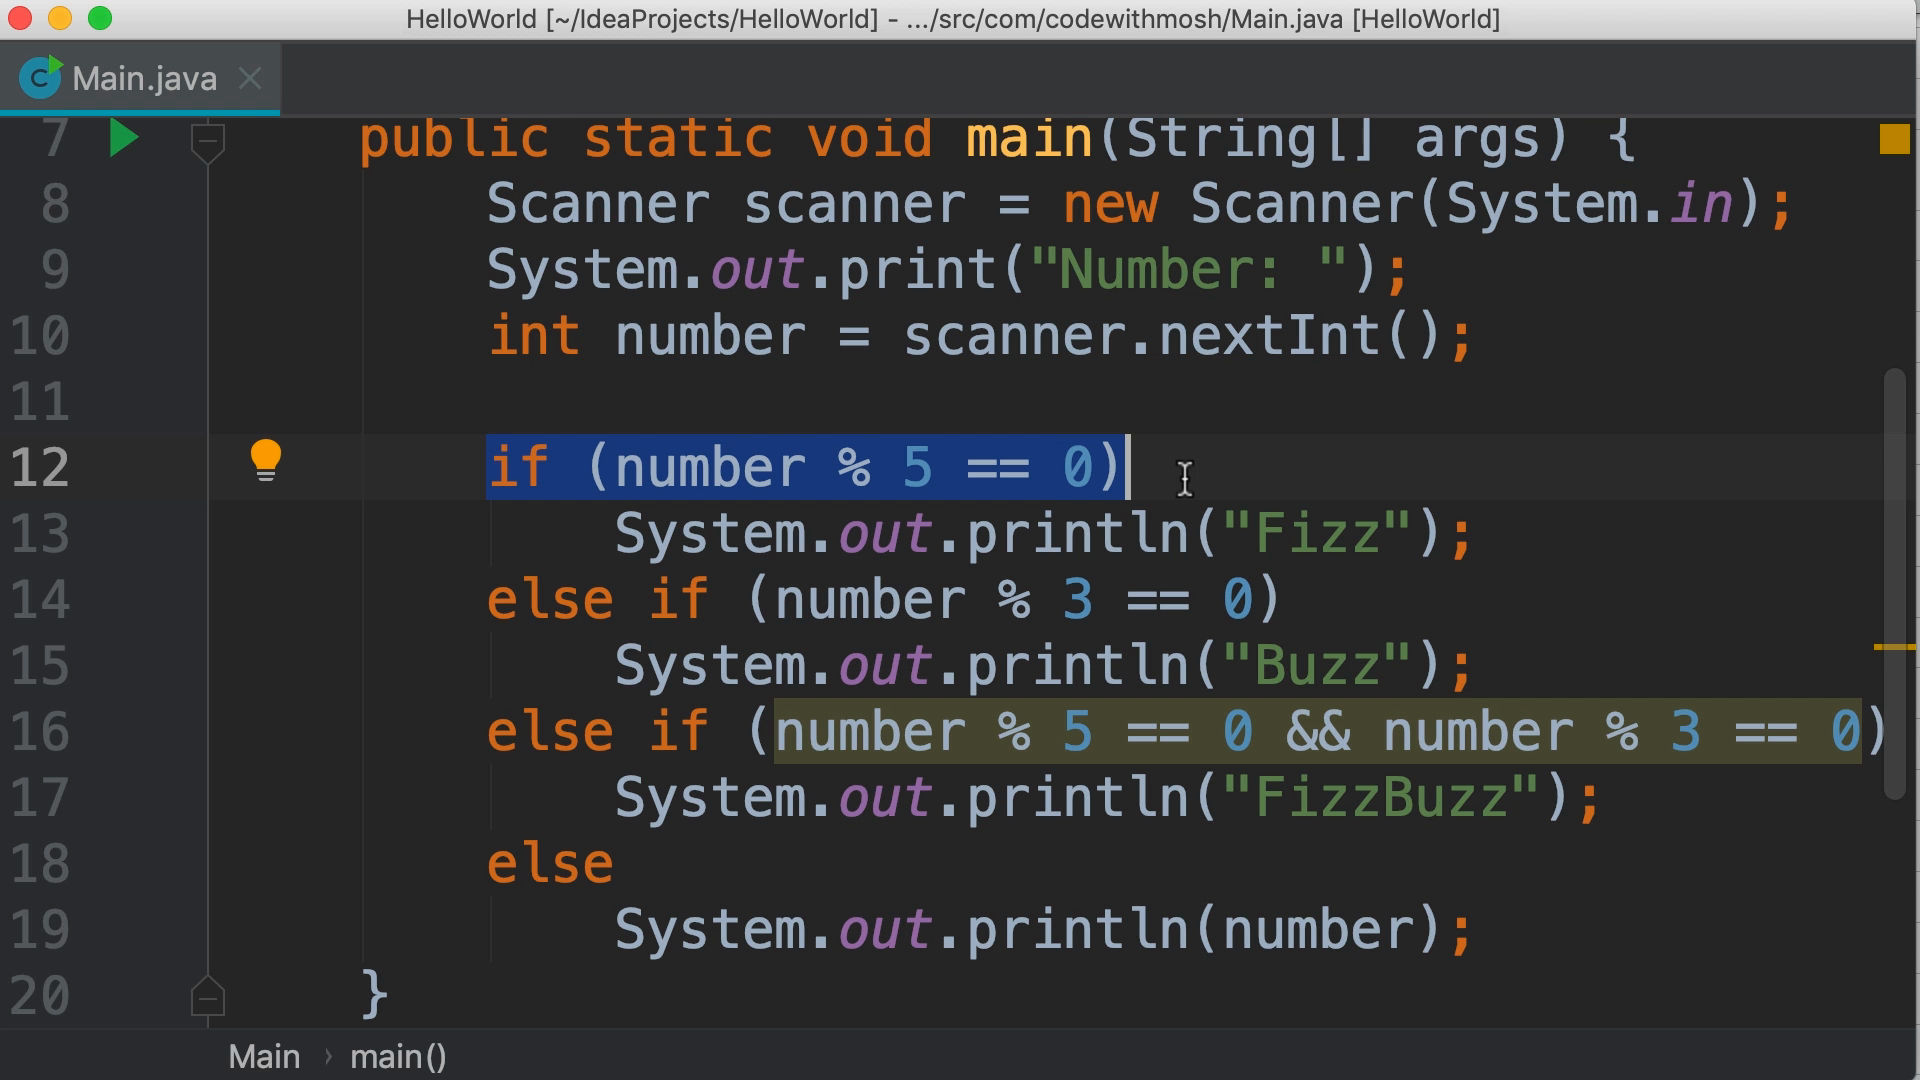 HelloWorld [~/IdeaProjects/HelloWorld] - .../src/com/codewithmosh/Main.java [HelloWorld]
C Main.java
7 public static void main(String[] args) {
8 Scanner scanner = new Scanner(System.in);
9 System.out.print("Number: ");
10 int number = scanner.nextInt();
11
12 if (number % 5 == 0)
13 System.out.println("Fizz");
14 else if (number % 3 == 0)
15 System.out.println("Buzz");
16 else if (number % 5 == 0 && number % 3 == 0)
17 System.out.println("FizzBuzz");
18 else
19 System.out.println(number);
20 }
Main › main()